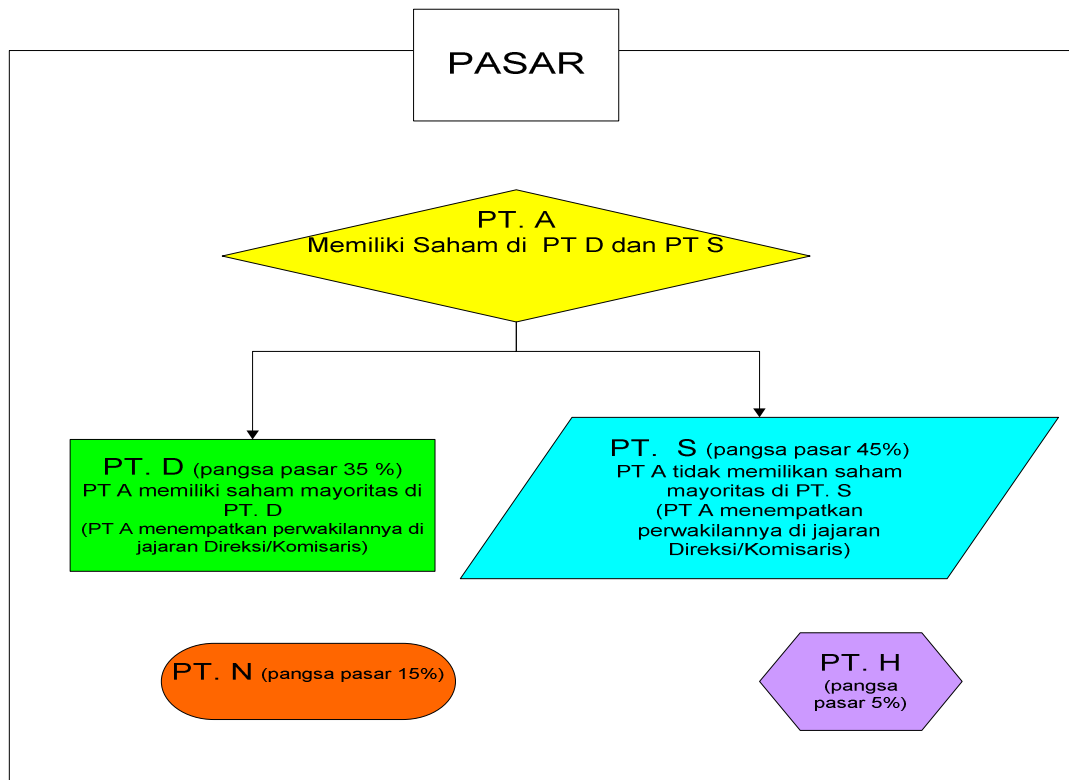 PASAR
PT. A
Memiliki Saham di PT D dan PT S
PT. D (pangsa pasar 35 %)
PT A memiliki saham mayoritas di
PT. D
(PT A menempatkan perwakilannya di
jajaran Direksi/Komisaris)
PT. S (pangsa pasar 45%)
PT A tidak memilikan saham
mayoritas di PT. S
(PT A menempatkan
perwakilannya di jajaran
Direksi/Komisaris)
PT. N (pangsa pasar 15%)
PT. H
(pangsa
pasar 5%)